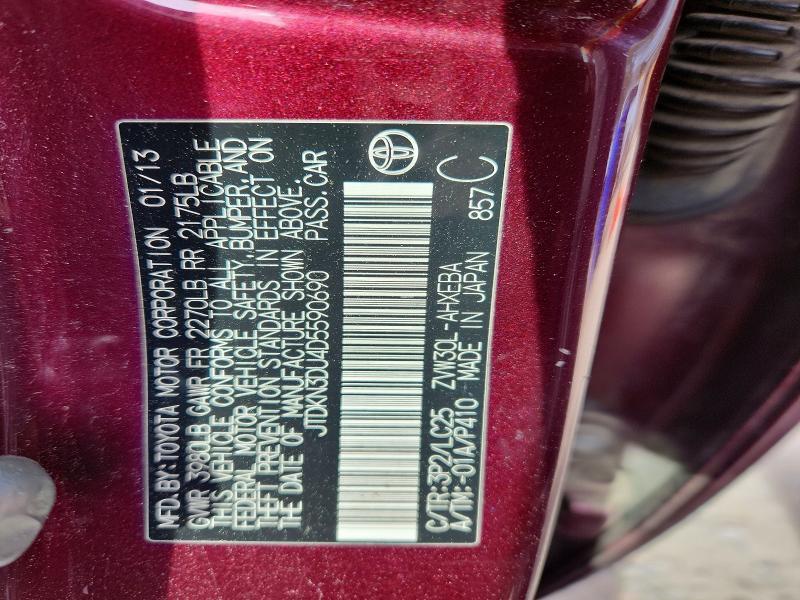 MFD. BY: TOYOTA MOTOR CORPORATION 01/13
GVWR 3980LB GAWR FR 2270LB RR 2175LB
THIS VEHICLE CONFORMS TO ALL APPLICABLE
FEDERAL MOTOR VEHICLE SAFETY, BUMPER, AND
THEFT PREVENTION STANDARDS IN EFFECT ON
THE DATE OF MANUFACTURE SHOWN ABOVE.
JTDKN3DU4D5590690 PASS. CAR
C/TR: 3P2/LC25 ZVW30L-AHXEBA
A/TM: -01A/P410 MADE IN JAPAN 857 C